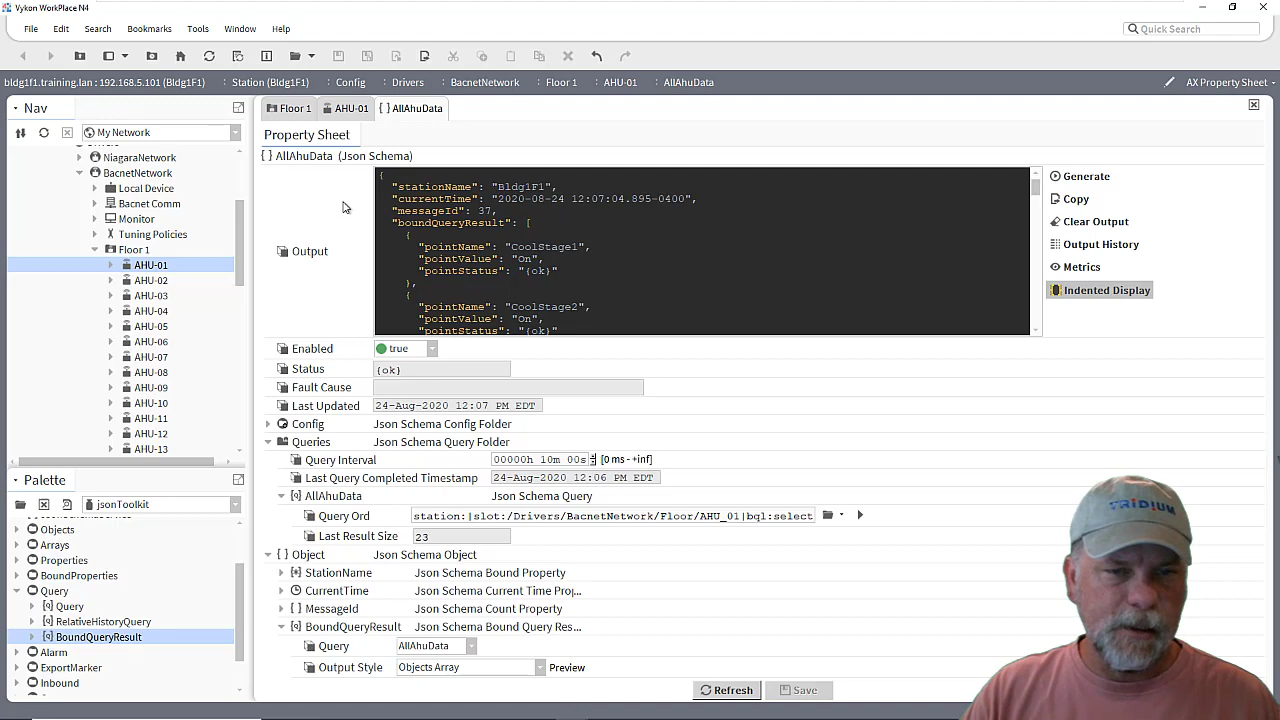 Vykon WorkPlace N4
File Edit Search Bookmarks Tools Window Help
Quick Search
bldg1f1.training.lan : 192.168.5.101 (Bldg1F1) Station (Bldg1F1) Config Drivers BacnetNetwork Floor 1 AHU-01 AllAhuData AX Property Sheet
Nav
My Network
NiagaraNetwork
BacnetNetwork
Local Device
Bacnet Comm
Monitor
Tuning Policies
Floor 1
AHU-01
AHU-02
AHU-03
AHU-04
AHU-05
AHU-06
AHU-07
AHU-08
AHU-09
AHU-10
AHU-11
AHU-12
AHU-13
Palette
jsonToolkit
Objects
Arrays
Properties
BoundProperties
Query
Query
RelativeHistoryQuery
BoundQueryResult
Alarm
ExportMarker
Inbound
Floor 1 AHU-01 { } AllAhuData
Property Sheet
{ } AllAhuData (Json Schema)
Output
{
"stationName": "Bldg1F1",
"currentTime": "2020-08-24 12:07:04.895-0400",
"messageId": 37,
"boundQueryResult": [
{
"pointName": "CoolStage1",
"pointValue": "On",
"pointStatus": "{ok}"
},
{
"pointName": "CoolStage2",
"pointValue": "On",
"pointStatus": "{ok}"
Generate
Copy
Clear Output
Output History
Metrics
Indented Display
Enabled true
Status {ok}
Fault Cause
Last Updated 24-Aug-2020 12:07 PM EDT
Config Json Schema Config Folder
Queries Json Schema Query Folder
Query Interval 00000h 10m 00s [0 ms - +inf]
Last Query Completed Timestamp 24-Aug-2020 12:06 PM EDT
AllAhuData Json Schema Query
Query Ord station:|slot:/Drivers/BacnetNetwork/Floor/AHU_01|bql:select
Last Result Size 23
{ } Object Json Schema Object
StationName Json Schema Bound Property
CurrentTime Json Schema Current Time Proj...
{ } MessageId Json Schema Count Property
BoundQueryResult Json Schema Bound Query Res...
Query AllAhuData
Output Style Objects Array Preview
Refresh Save
TRIDIUM